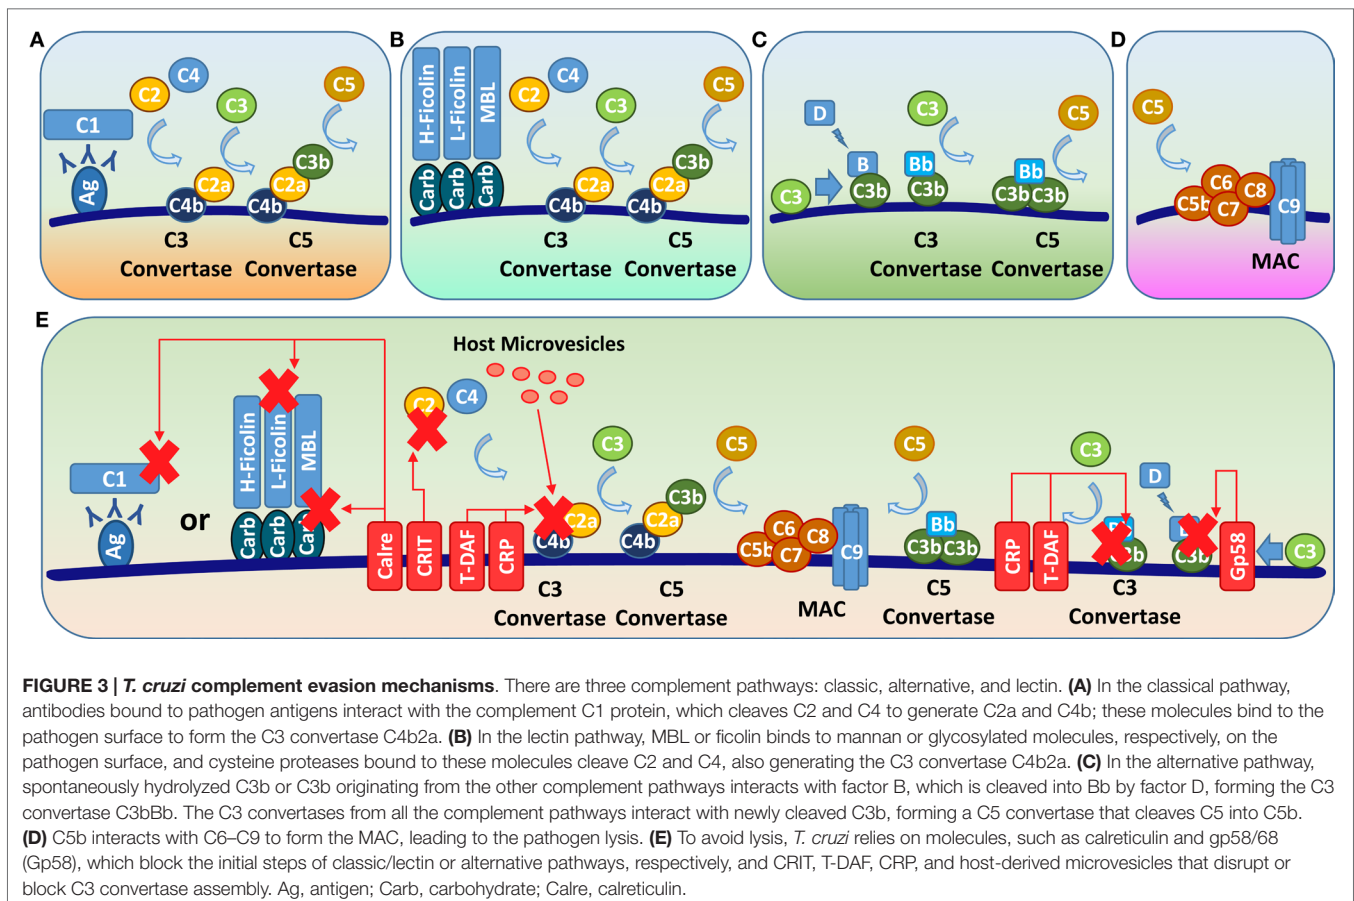 A
C1
Ag
C2
C4
C3
C5
C2a
C4b
C3b
C2a
C4b
C3
Convertase
C5
Convertase
B
H-Ficolin
L-Ficolin
MBL
Carb
Carb
Carb
C2
C4
C3
C5
C2a
C4b
C3b
C2a
C4b
C3
Convertase
C5
Convertase
C
D
C3
B
C3b
C3
Bb
C3b
C5
Bb
C3b
C3b
C3
Convertase
C5
Convertase
D
C5
C6
C8
C5b
C7
C9
MAC
E
Host Microvesicles
C1
Ag
or
H-Ficolin
L-Ficolin
MBL
Carb
Carb
Carb
Calre
CRIT
T-DAF
CRP
C2
C4
C3
C2a
C4b
C3b
C2a
C4b
C3
Convertase
C5
Convertase
C5
C6
C8
C5b
C7
C9
MAC
C5
Bb
C3b
C3b
C5
Convertase
CRP
T-DAF
C3
Bb
C3b
C3
Convertase
D
B
C3b
Gp58
C3
FIGURE 3 | T. cruzi complement evasion mechanisms. There are three complement pathways: classic, alternative, and lectin. (A) In the classical pathway,
antibodies bound to pathogen antigens interact with the complement C1 protein, which cleaves C2 and C4 to generate C2a and C4b; these molecules bind to the
pathogen surface to form the C3 convertase C4b2a. (B) In the lectin pathway, MBL or ficolin binds to mannan or glycosylated molecules, respectively, on the
pathogen surface, and cysteine proteases bound to these molecules cleave C2 and C4, also generating the C3 convertase C4b2a. (C) In the alternative pathway,
spontaneously hydrolyzed C3b or C3b originating from the other complement pathways interacts with factor B, which is cleaved into Bb by factor D, forming the C3
convertase C3bBb. The C3 convertases from all the complement pathways interact with newly cleaved C3b, forming a C5 convertase that cleaves C5 into C5b.
(D) C5b interacts with C6–C9 to form the MAC, leading to the pathogen lysis. (E) To avoid lysis, T. cruzi relies on molecules, such as calreticulin and gp58/68
(Gp58), which block the initial steps of classic/lectin or alternative pathways, respectively, and CRIT, T-DAF, CRP, and host-derived microvesicles that disrupt or
block C3 convertase assembly. Ag, antigen; Carb, carbohydrate; Calre, calreticulin.